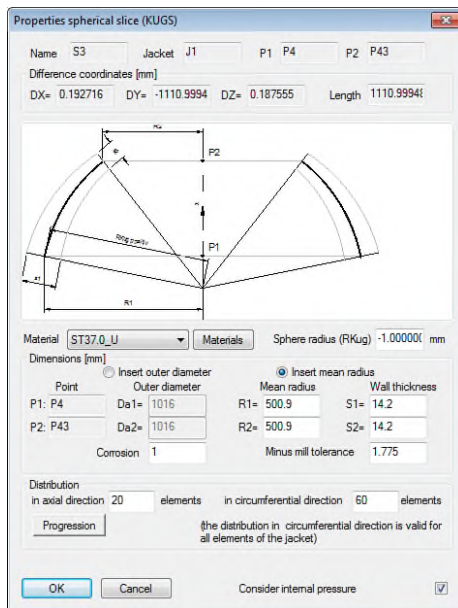 Properties spherical slice (KUGS)
Name S3 Jacket J1 P1 P4 P2 P43
Difference coordinates [mm]
DX= 0.192716 DY= -1110.9994 DZ= 0.187555 Length 1110.9994
R2
P2
P1
R1
Material ST37.0_U Materials Sphere radius (RKug) -1.00000 mm
Dimensions [mm]
Insert outer diameter Insert mean radius
Point Outer diameter Mean radius Wall thickness
P1: P4 Da1= 1016 R1= 500.9 S1= 14.2
P2: P43 Da2= 1016 R2= 500.9 S2= 14.2
Corrosion 1 Minus mill tolerance 1.775
Distribution
in axial direction 20 elements in circumferential direction 60 elements
Progression (the distribution in circumferential direction is valid for
all elements of the jacket)
OK Cancel Consider internal pressure